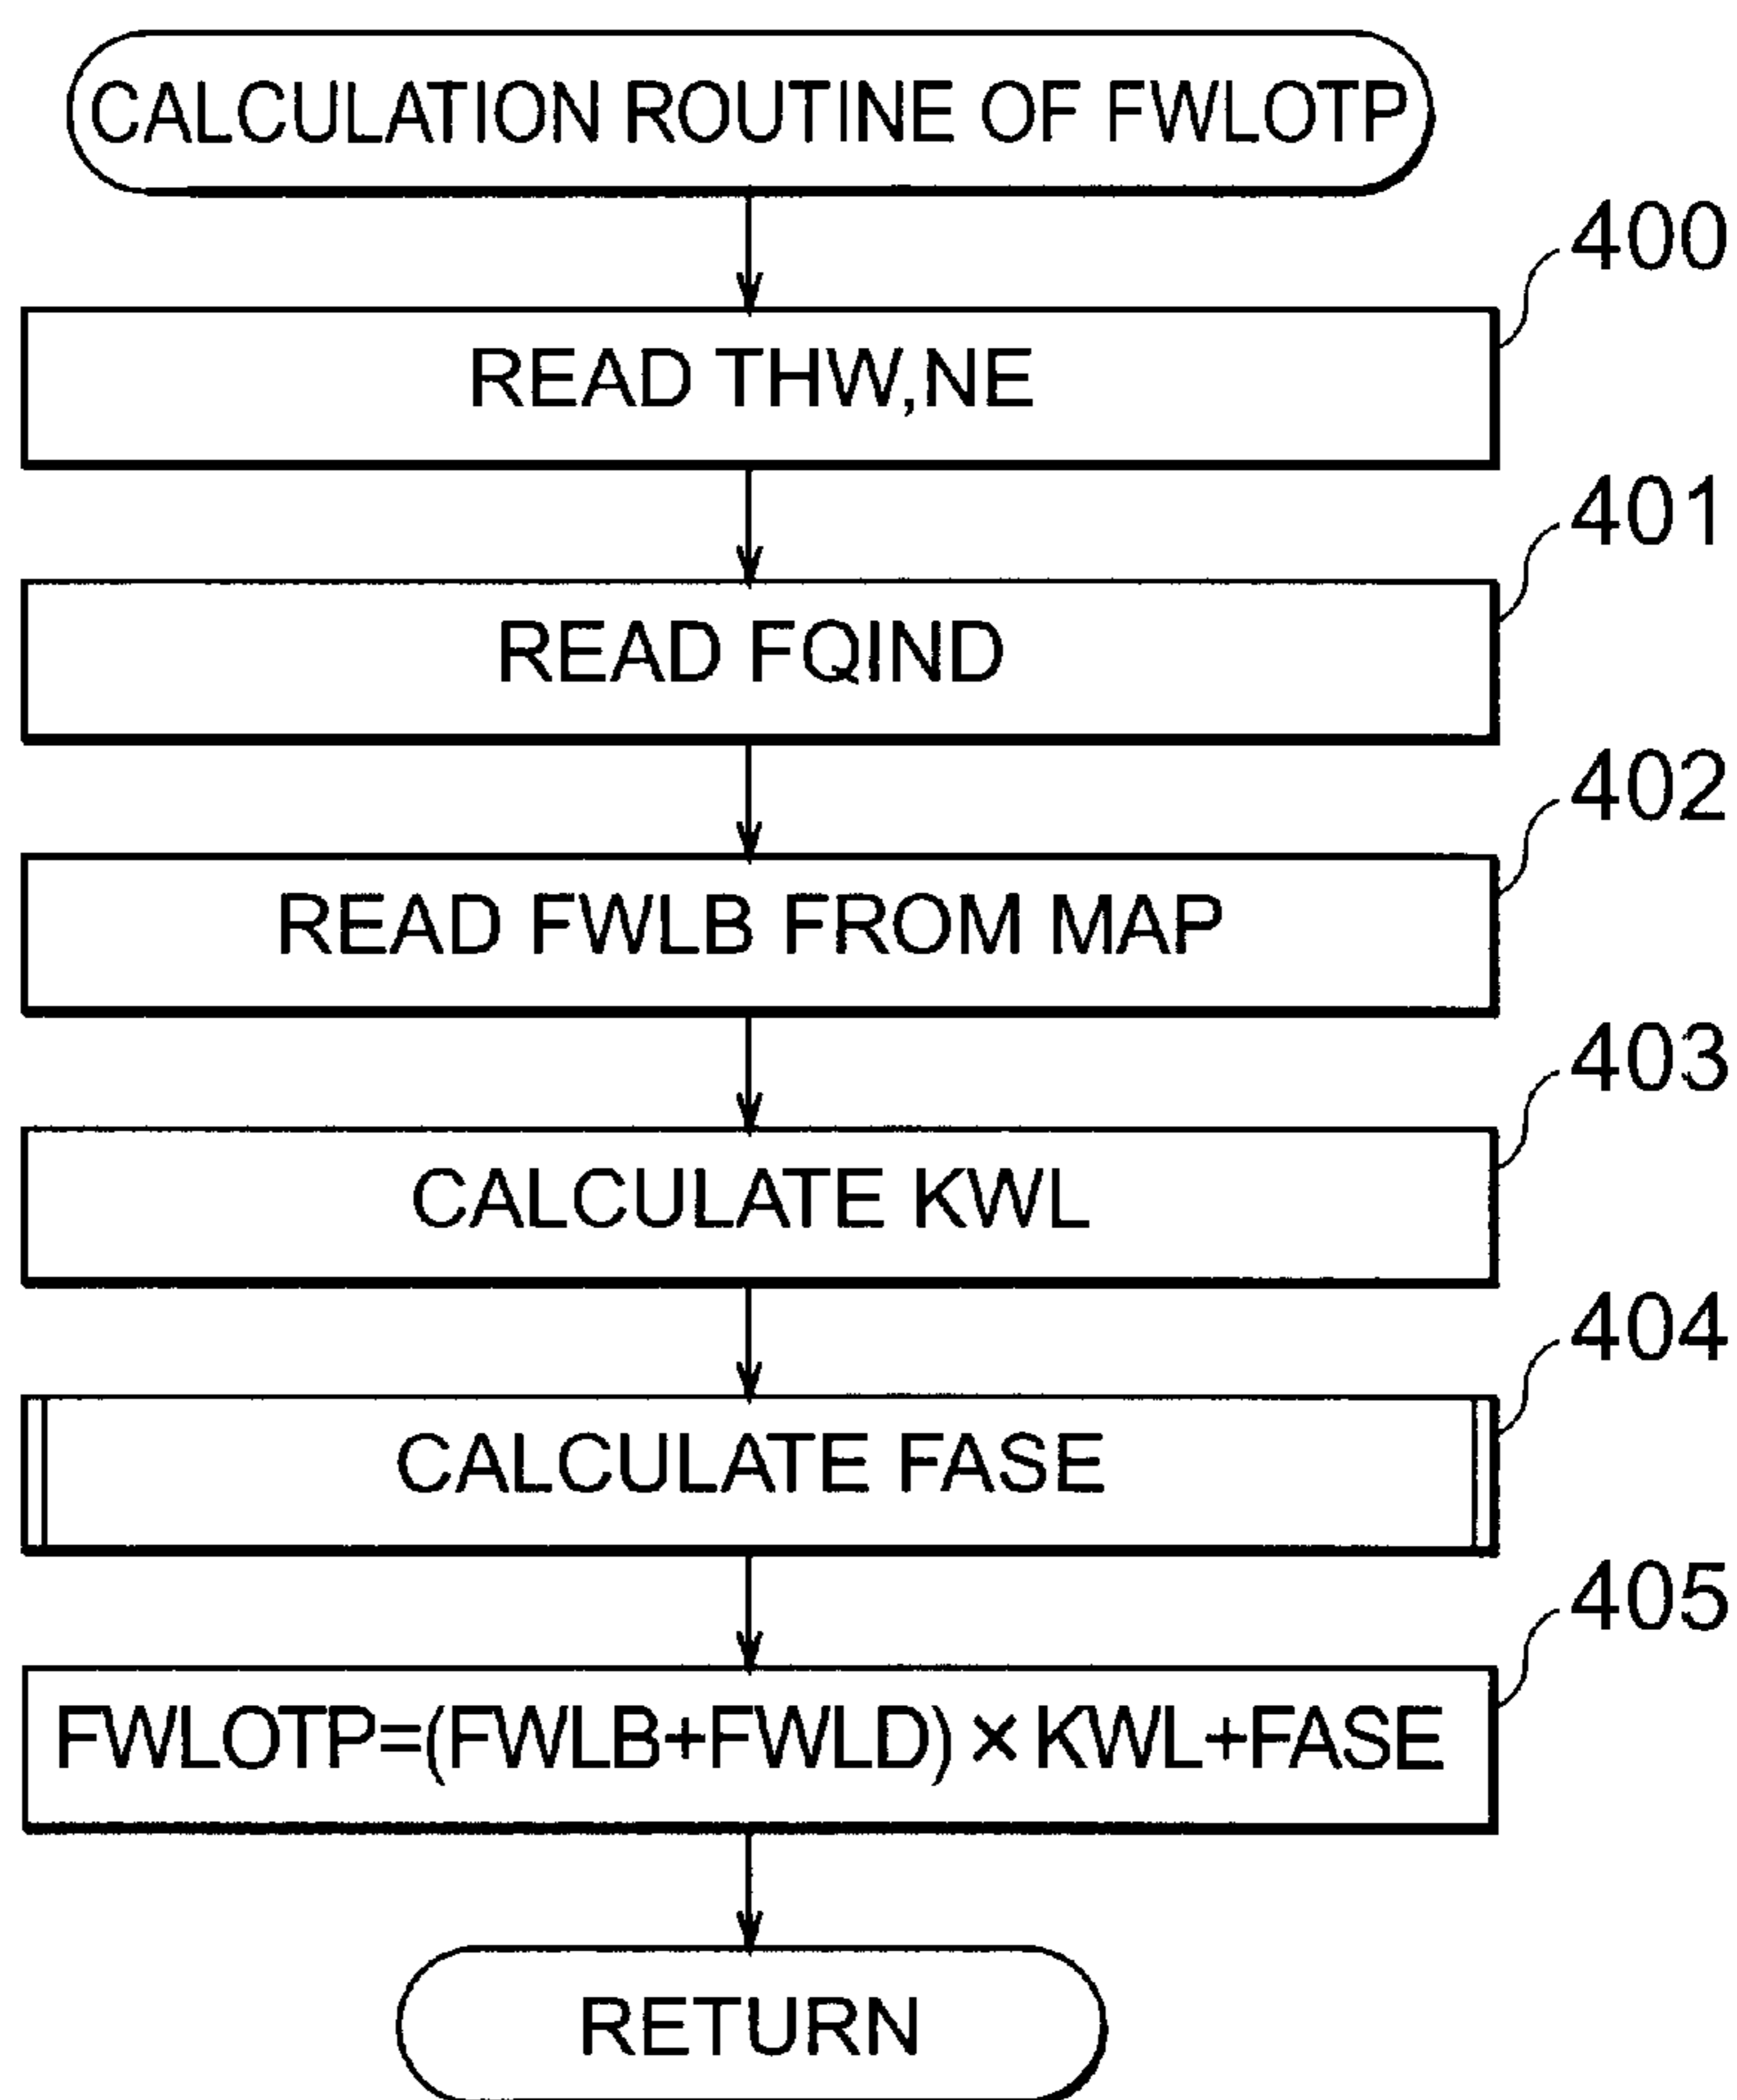 CALCULATION ROUTINE OF FWLOTP
400
READ THW,NE
401
READ FQIND
402
READ FWLB FROM MAP
403
CALCULATE KWL
404
CALCULATE FASE
405
FWLOTP=(FWLB+FWLD)×KWL+FASE
RETURN